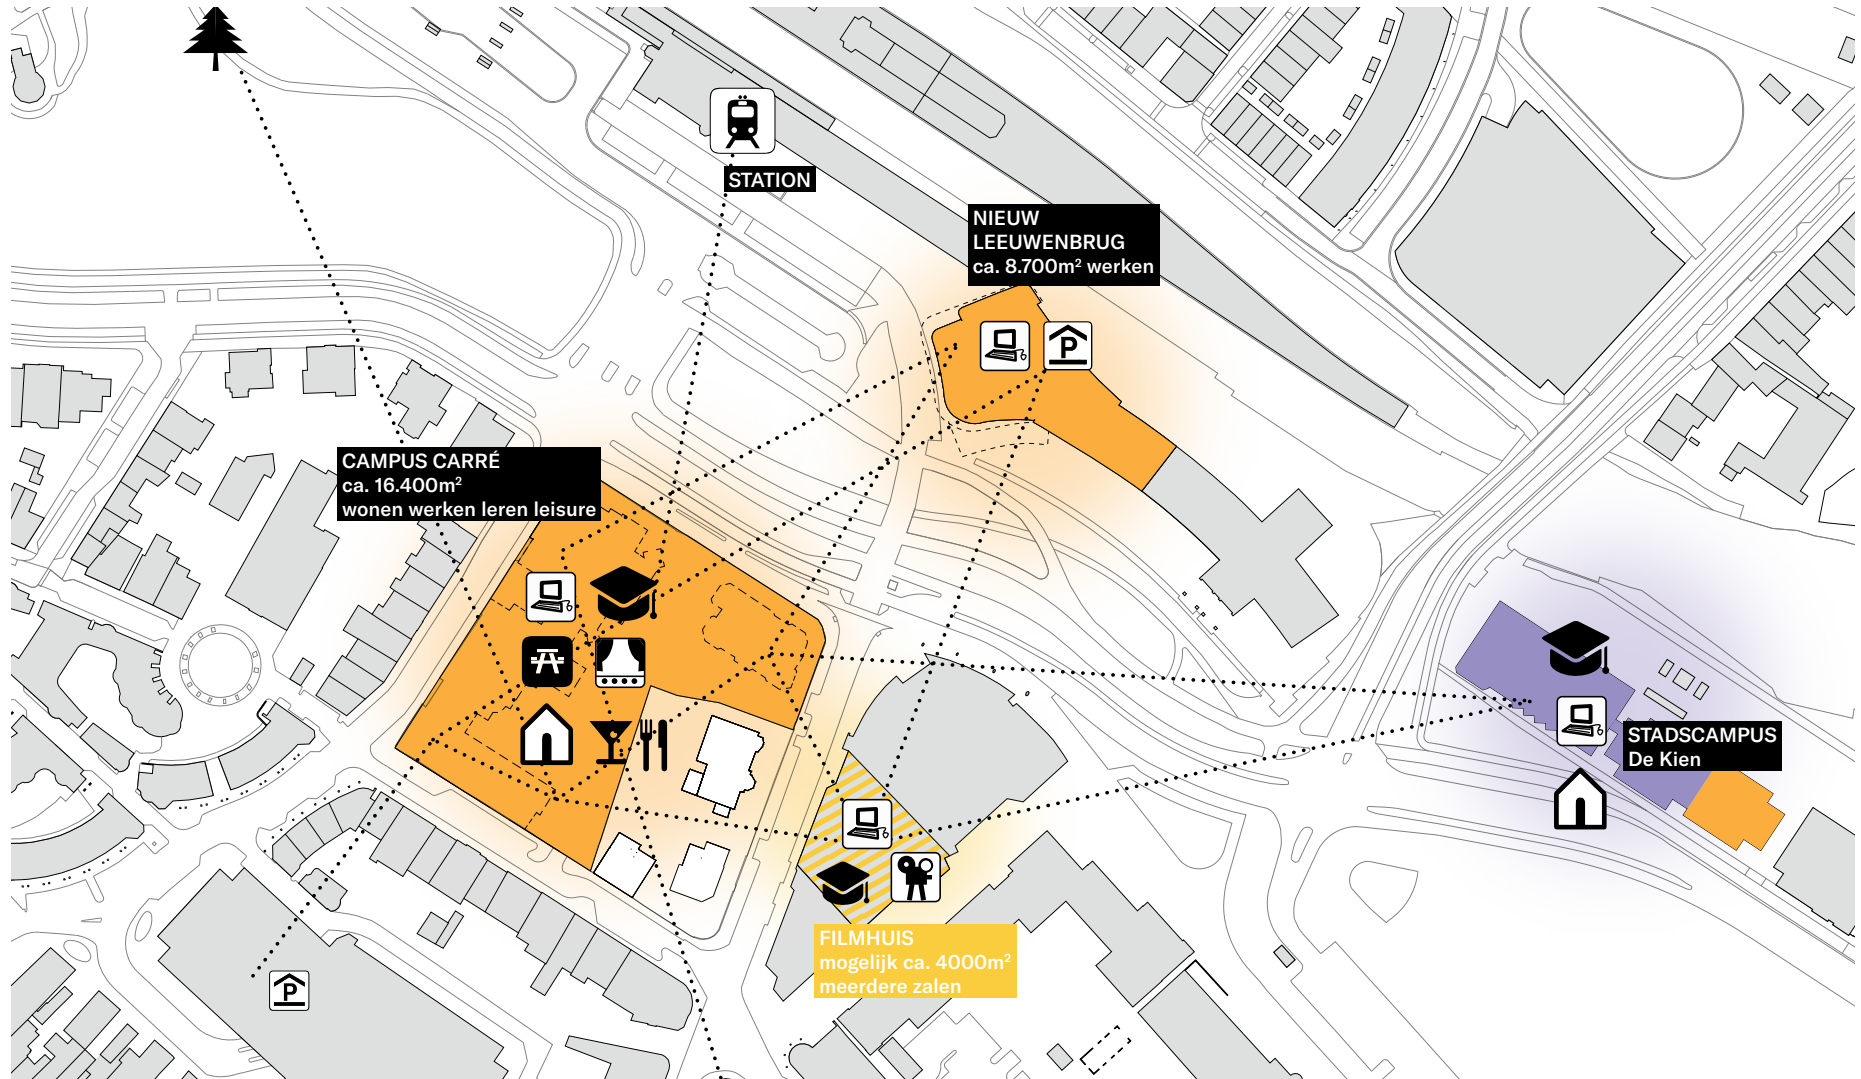 STATION
NIEUW
LEEUWENBRUG
ca. 8.700m² werken
P
CAMPUS CARRÉ
ca. 16.400m²
wonen werken leren leisure
STADSCAMPUS
De Kien
FILMHUIS
mogelijk ca. 4000m²
meerdere zalen
P